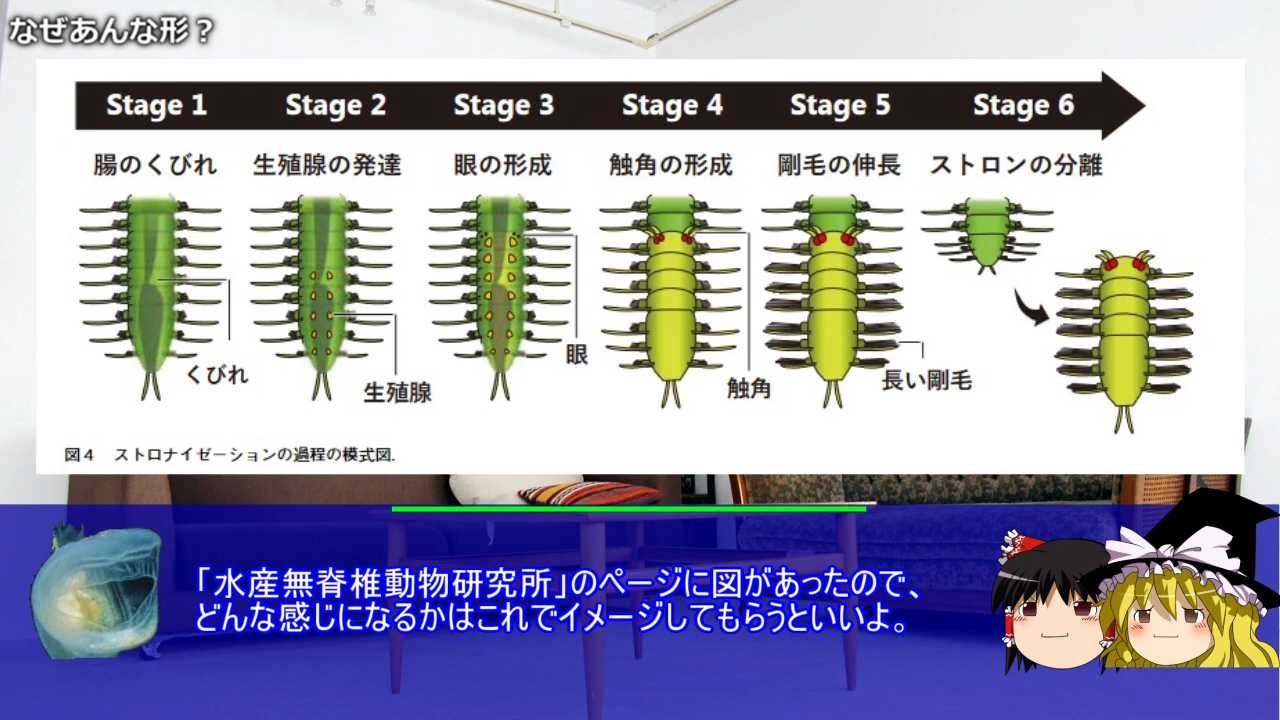 なぜあんな形？
Stage 1 Stage 2 Stage 3 Stage 4 Stage 5 Stage 6
腸のくびれ 生殖腺の発達 眼の形成 触角の形成 剛毛の伸長 ストロンの分離
くびれ
生殖腺
眼
触角
長い剛毛
図４　ストロナイゼーションの過程の模式図.
「水産無脊椎動物研究所」のページに図があったので、
どんな感じになるかはこれでイメージしてもらうといいよ。